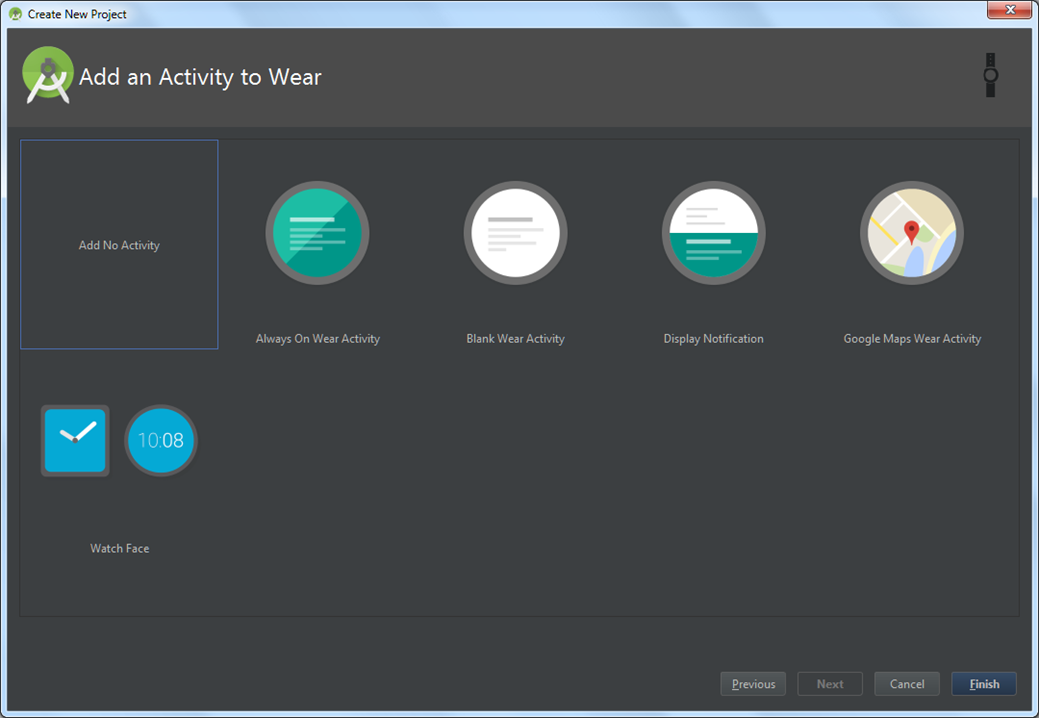 Create New Project
Add an Activity to Wear
Add No Activity
Always On Wear Activity
Blank Wear Activity
Display Notification
Google Maps Wear Activity
10:08
Watch Face
Previous
Next
Cancel
Finish